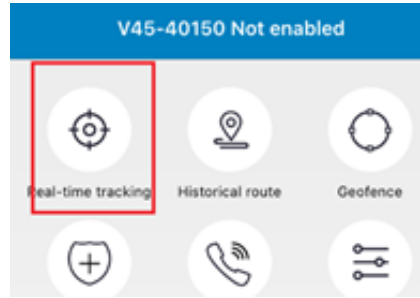 V45-40150 Not enabled
Real-time tracking Historical route Geofence